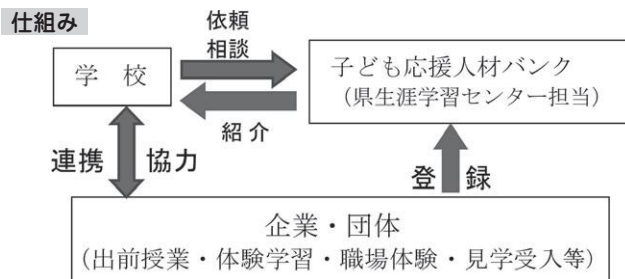 仕組み
依頼
相談
学 校
子ども応援人材バンク
（県生涯学習センター担当）
紹 介
連携 協力
登 録
企業・団体
（出前授業・体験学習・職場体験・見学受入等）